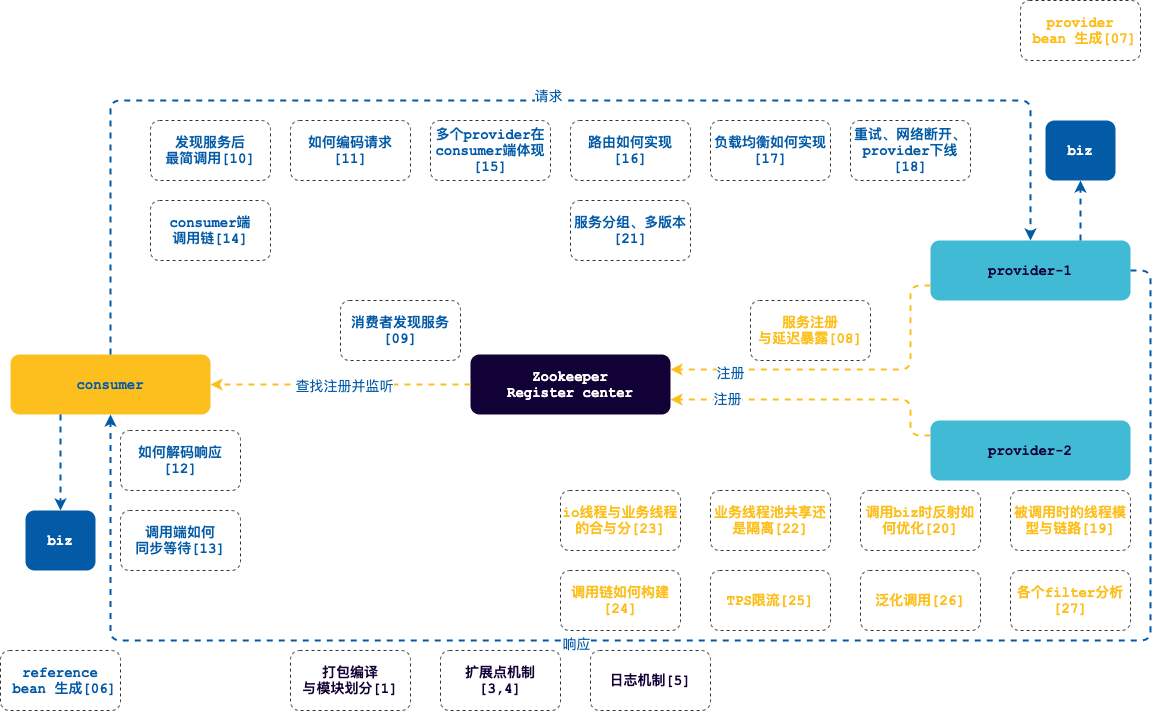 provider
bean 生成[07]
请求
发现服务后
最简调用[10]
如何编码请求
[11]
多个provider在
consumer端体现
[15]
路由如何实现
[16]
负载均衡如何实现
[17]
重试、网络断开、
provider下线
[18]
biz
consumer端
调用链[14]
服务分组、多版本
[21]
provider-1
消费者发现服务
[09]
服务注册
与延迟暴露[08]
consumer
查找注册并监听
Zookeeper
Register center
注册
注册
如何解码响应
[12]
provider-2
biz
调用端如何
同步等待[13]
io线程与业务线程
的合与分[23]
业务线程池共享还
是隔离[22]
调用biz时反射如
何优化[20]
被调用时的线程模
型与链路[19]
调用链如何构建
[24]
TPS限流[25]
泛化调用[26]
各个filter分析
[27]
响应
reference
bean 生成[06]
打包编译
与模块划分[1]
扩展点机制
[3,4]
日志机制[5]